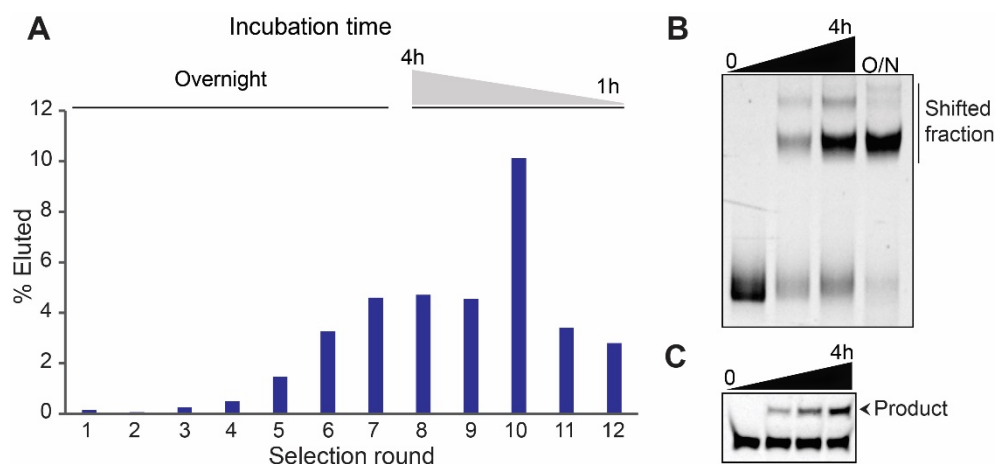 A
Incubation time
Overnight
4h
1h
12
10
8
6
4
2
0
% Eluted
1 2 3 4 5 6 7 8 9 10 11 12
Selection round
B
0
4h
O/N
Shifted
fraction
C
0
4h
Product